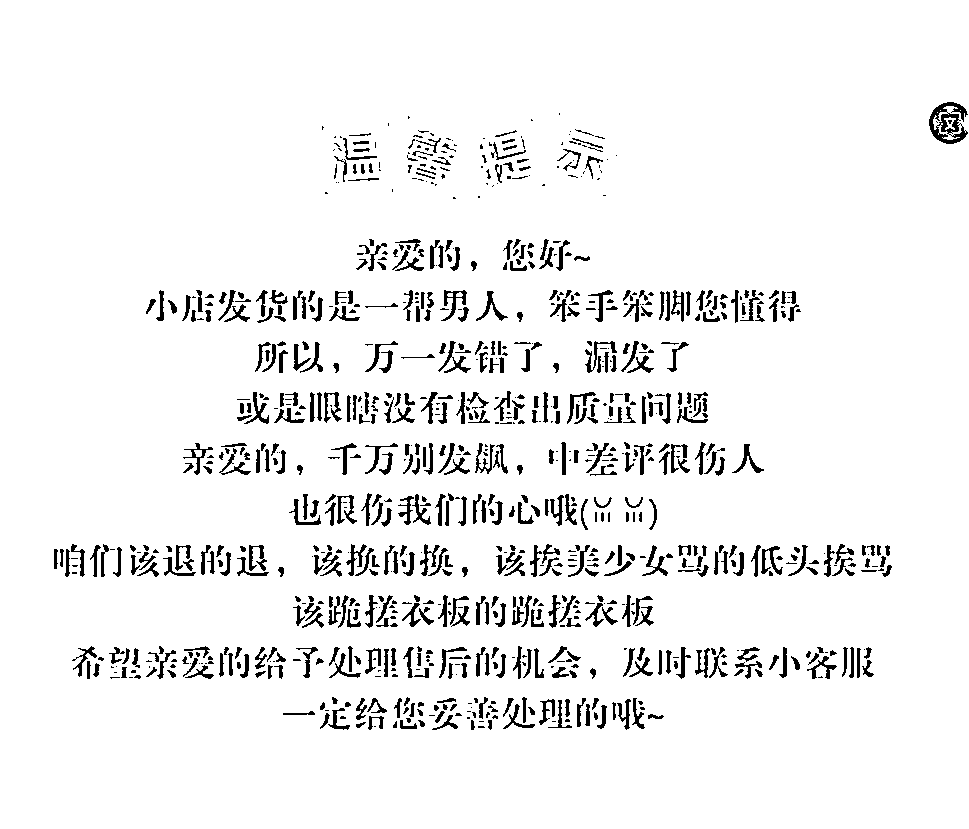 温馨提示
亲爱的，您好~
小店发货的是一帮男人，笨手笨脚您懂得
所以，万一发错了，漏发了
或是眼瞎没有检查出质量问题
亲爱的，千万别发飙，中差评很伤人
也很伤我们的心哦(ㅍ ㅍ)
咱们该退的退，该换的换，该挨美少女骂的低头挨骂
该跪搓衣板的跪搓衣板
希望亲爱的给予处理售后的机会，及时联系小客服
一定给您妥善处理的哦~